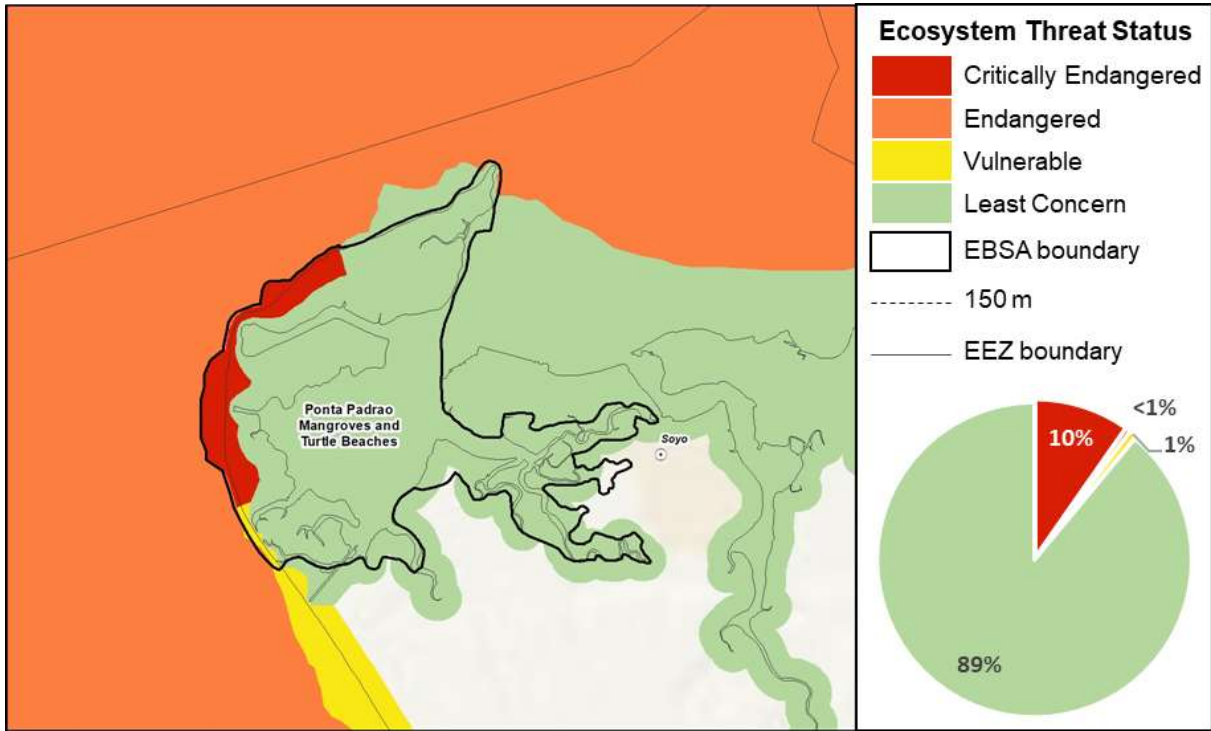 Ponta Padrao
Mangroves and
Turtle Beaches
Soyo
Ecosystem Threat Status
Critically Endangered
Endangered
Vulnerable
Least Concern
EBSA boundary
150 m
EEZ boundary
<1%
10%
1%
89%